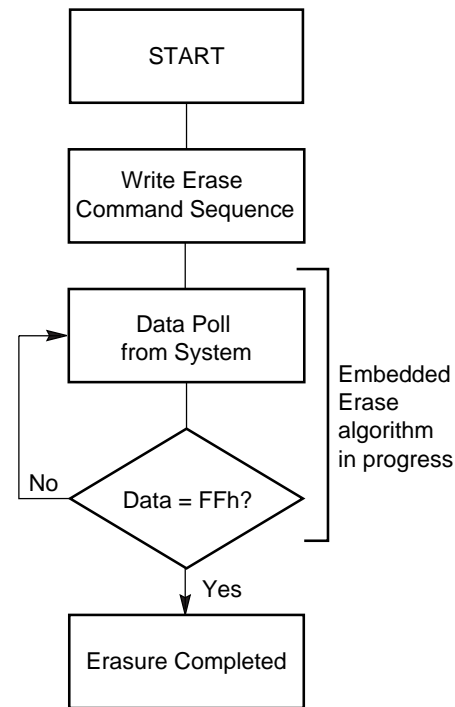 START
Write Erase
Command Sequence
Data Poll
from System
Embedded
Erase
algorithm
in progress
No
Data = FFh?
Yes
Erasure Completed